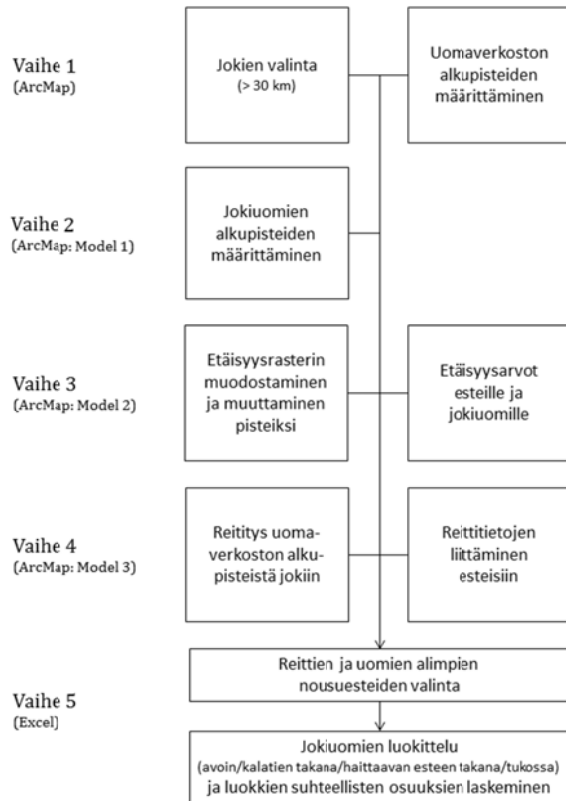 Vaihe 1
(ArcMap)
Jokien valinta
(> 30 km)
Uomaverkoston
alkupisteiden
määrittäminen
Vaihe 2
(ArcMap: Model 1)
Jokiuomien
alkupisteiden
määrittäminen
Vaihe 3
(ArcMap: Model 2)
Etäisyysrasterin
muodostaminen
ja muuttaminen
pisteiksi
Etäisyysarvot
esteille ja
jokiuomille
Vaihe 4
(ArcMap: Model 3)
Reititys uoma-
verkoston alku-
pisteistä jokiin
Reittitietojen
liittäminen
esteisiin
Vaihe 5
(Excel)
Reittien ja uomien alimpien
nousuesteiden valinta
Jokiuomien luokittelu
(avoin/kalatien takana/haittaavan esteen takana/tukossa)
ja luokkien suhteellisten osuuksien laskeminen